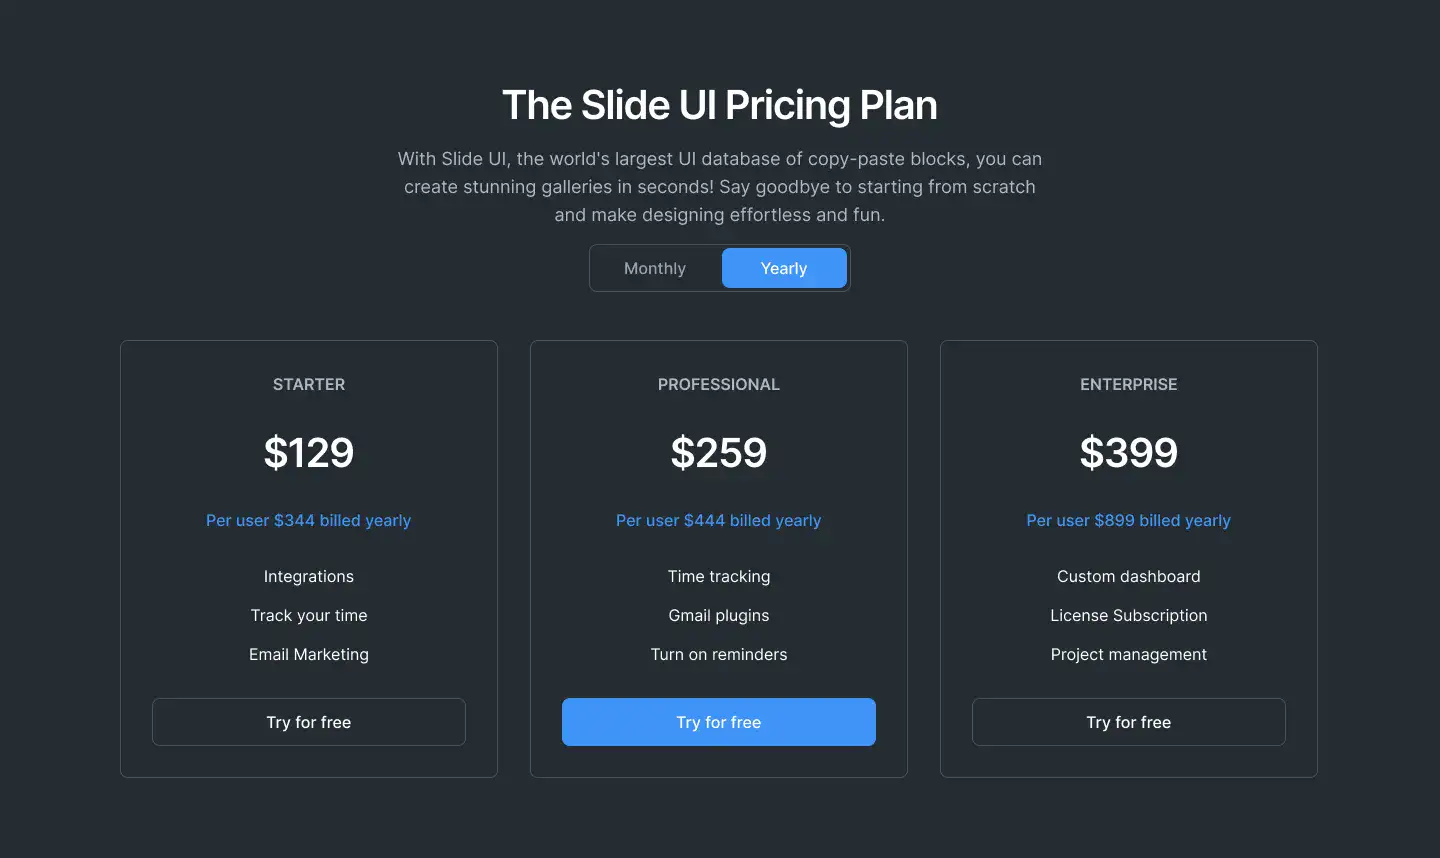 The Slide UI Pricing Plan
With Slide UI, the world's largest UI database of copy-paste blocks, you can
create stunning galleries in seconds! Say goodbye to starting from scratch
and make designing effortless and fun.
Monthly
Yearly
STARTER
$129
Per user $344 billed yearly
Integrations
Track your time
Email Marketing
Try for free
PROFESSIONAL
$259
Per user $444 billed yearly
Time tracking
Gmail plugins
Turn on reminders
Try for free
ENTERPRISE
$399
Per user $899 billed yearly
Custom dashboard
License Subscription
Project management
Try for free